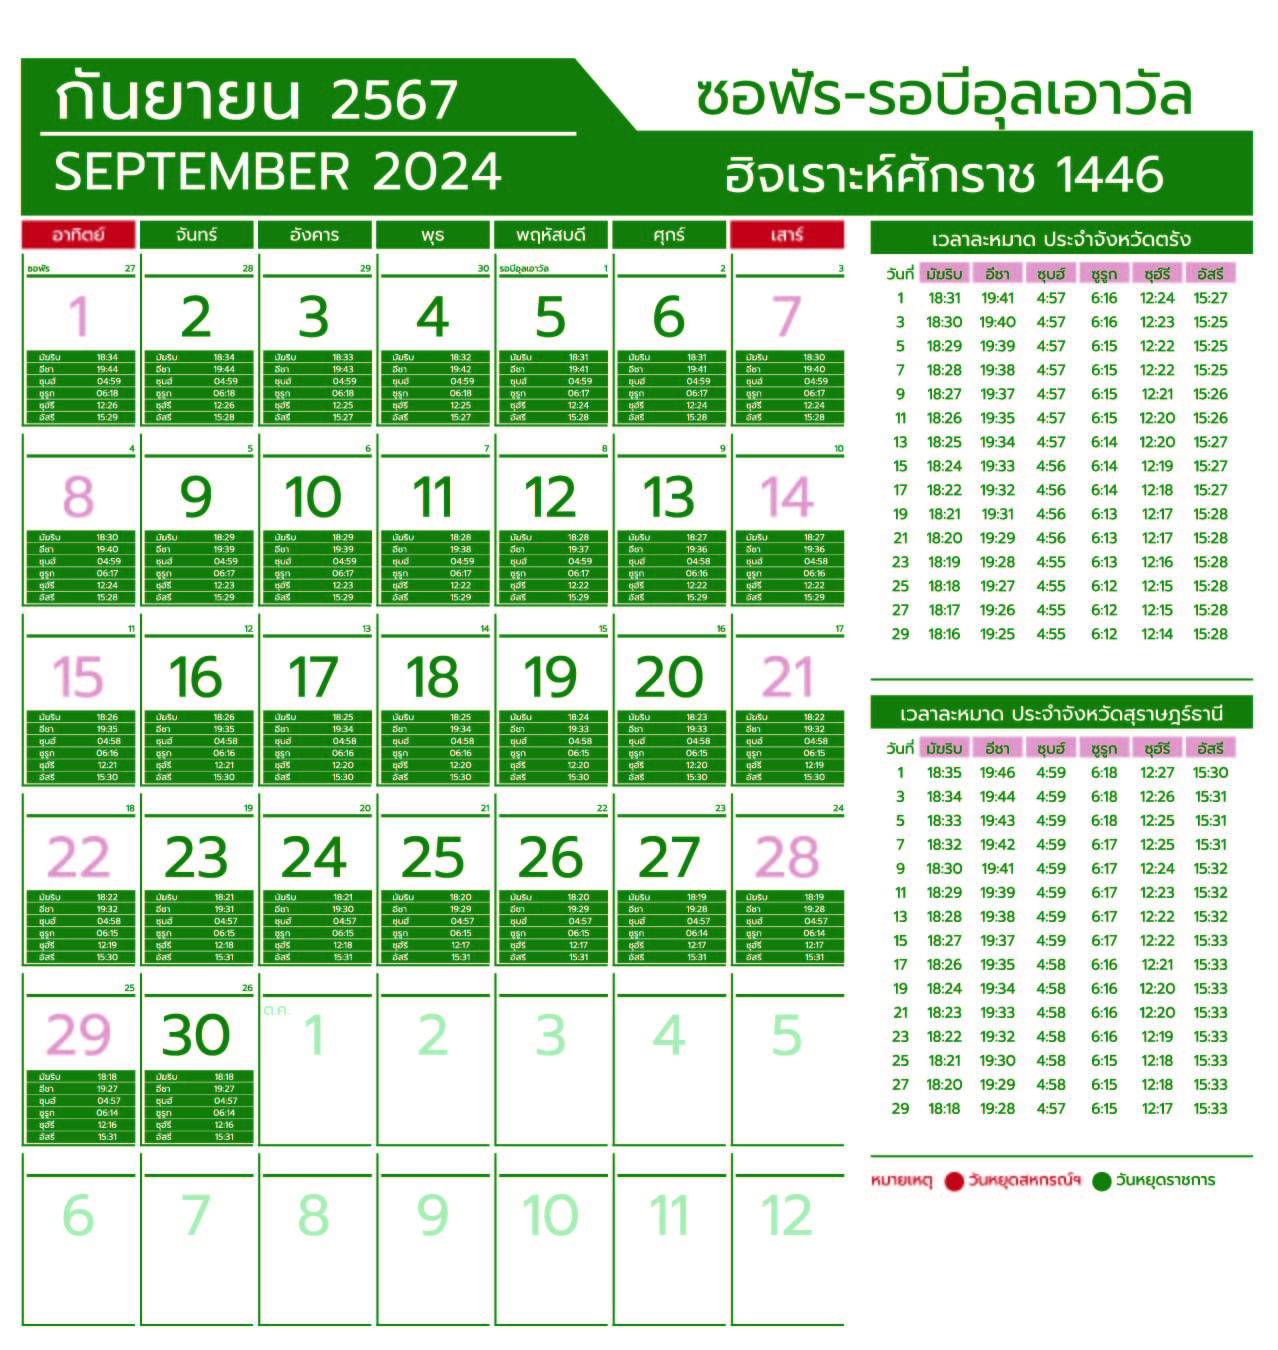 กันยายน 2567
SEPTEMBER 2024
ซอฟัร-รอบีอุลเอาวัล
ฮิจเราะห์ศักราช 1446
อาทิตย์ จันทร์ อังคาร พุธ พฤหัสบดี ศุกร์ เสาร์
ซอฟัร 27 28 29 30 รอบีอุลเอาวัล 1 2 3
1 2 3 4 5 6 7
มัฆริบ 18:34 มัฆริบ 18:34 มัฆริบ 18:33 มัฆริบ 18:32 มัฆริบ 18:31 มัฆริบ 18:31 มัฆริบ 18:30
อีชา 19:44 อีชา 19:44 อีชา 19:43 อีชา 19:42 อีชา 19:41 อีชา 19:41 อีชา 19:40
ซุบฮ์ 04:59 ซุบฮ์ 04:59 ซุบฮ์ 04:59 ซุบฮ์ 04:59 ซุบฮ์ 04:59 ซุบฮ์ 04:59 ซุบฮ์ 04:59
ซูรูก 06:18 ซูรูก 06:18 ซูรูก 06:18 ซูรูก 06:18 ซูรูก 06:17 ซูรูก 06:17 ซูรูก 06:17
ซุฮ์รี 12:26 ซุฮ์รี 12:26 ซุฮ์รี 12:25 ซุฮ์รี 12:25 ซุฮ์รี 12:24 ซุฮ์รี 12:24 ซุฮ์รี 12:24
อัสรี 15:29 อัสรี 15:28 อัสรี 15:27 อัสรี 15:27 อัสรี 15:28 อัสรี 15:28 อัสรี 15:28
4 5 6 7 8 9 10
8 9 10 11 12 13 14
มัฆริบ 18:30 มัฆริบ 18:29 มัฆริบ 18:29 มัฆริบ 18:28 มัฆริบ 18:28 มัฆริบ 18:27 มัฆริบ 18:27
อีชา 19:40 อีชา 19:39 อีชา 19:39 อีชา 19:38 อีชา 19:37 อีชา 19:36 อีชา 19:36
ซุบฮ์ 04:59 ซุบฮ์ 04:59 ซุบฮ์ 04:59 ซุบฮ์ 04:59 ซุบฮ์ 04:59 ซุบฮ์ 04:58 ซุบฮ์ 04:58
ซูรูก 06:17 ซูรูก 06:17 ซูรูก 06:17 ซูรูก 06:17 ซูรูก 06:17 ซูรูก 06:16 ซูรูก 06:16
ซุฮ์รี 12:24 ซุฮ์รี 12:23 ซุฮ์รี 12:23 ซุฮ์รี 12:22 ซุฮ์รี 12:22 ซุฮ์รี 12:22 ซุฮ์รี 12:22
อัสรี 15:28 อัสรี 15:29 อัสรี 15:29 อัสรี 15:29 อัสรี 15:29 อัสรี 15:29 อัสรี 15:29
11 12 13 14 15 16 17
15 16 17 18 19 20 21
มัฆริบ 18:26 มัฆริบ 18:26 มัฆริบ 18:25 มัฆริบ 18:25 มัฆริบ 18:24 มัฆริบ 18:23 มัฆริบ 18:22
อีชา 19:35 อีชา 19:35 อีชา 19:34 อีชา 19:34 อีชา 19:33 อีชา 19:33 อีชา 19:32
ซุบฮ์ 04:58 ซุบฮ์ 04:58 ซุบฮ์ 04:58 ซุบฮ์ 04:58 ซุบฮ์ 04:58 ซุบฮ์ 04:58 ซุบฮ์ 04:58
ซูรูก 06:16 ซูรูก 06:16 ซูรูก 06:16 ซูรูก 06:16 ซูรูก 06:15 ซูรูก 06:15 ซูรูก 06:15
ซุฮ์รี 12:21 ซุฮ์รี 12:21 ซุฮ์รี 12:20 ซุฮ์รี 12:20 ซุฮ์รี 12:20 ซุฮ์รี 12:20 ซุฮ์รี 12:19
อัสรี 15:30 อัสรี 15:30 อัสรี 15:30 อัสรี 15:30 อัสรี 15:30 อัสรี 15:30 อัสรี 15:30
18 19 20 21 22 23 24
22 23 24 25 26 27 28
มัฆริบ 18:22 มัฆริบ 18:21 มัฆริบ 18:21 มัฆริบ 18:20 มัฆริบ 18:20 มัฆริบ 18:19 มัฆริบ 18:19
อีชา 19:32 อีชา 19:31 อีชา 19:30 อีชา 19:29 อีชา 19:29 อีชา 19:28 อีชา 19:28
ซุบฮ์ 04:58 ซุบฮ์ 04:57 ซุบฮ์ 04:57 ซุบฮ์ 04:57 ซุบฮ์ 04:57 ซุบฮ์ 04:57 ซุบฮ์ 04:57
ซูรูก 06:15 ซูรูก 06:15 ซูรูก 06:15 ซูรูก 06:15 ซูรูก 06:15 ซูรูก 06:14 ซูรูก 06:14
ซุฮ์รี 12:19 ซุฮ์รี 12:18 ซุฮ์รี 12:18 ซุฮ์รี 12:17 ซุฮ์รี 12:17 ซุฮ์รี 12:17 ซุฮ์รี 12:17
อัสรี 15:30 อัสรี 15:31 อัสรี 15:31 อัสรี 15:31 อัสรี 15:31 อัสรี 15:31 อัสรี 15:31
25 26
29 30 ต.ค. 1 2 3 4 5
มัฆริบ 18:18 มัฆริบ 18:18
อีชา 19:27 อีชา 19:27
ซุบฮ์ 04:57 ซุบฮ์ 04:57
ซูรูก 06:14 ซูรูก 06:14
ซุฮ์รี 12:16 ซุฮ์รี 12:16
อัสรี 15:31 อัสรี 15:31
6 7 8 9 10 11 12
เวลาละหมาด ประจำจังหวัดตรัง
วันที่ มัฆริบ อีชา ซุบฮ์ ซูรูก ซุฮ์รี อัสรี
1 18:31 19:41 4:57 6:16 12:24 15:27
3 18:30 19:40 4:57 6:16 12:23 15:25
5 18:29 19:39 4:57 6:15 12:22 15:25
7 18:28 19:38 4:57 6:15 12:22 15:25
9 18:27 19:37 4:57 6:15 12:21 15:26
11 18:26 19:35 4:57 6:15 12:20 15:26
13 18:25 19:34 4:57 6:14 12:20 15:27
15 18:24 19:33 4:56 6:14 12:19 15:27
17 18:22 19:32 4:56 6:14 12:18 15:27
19 18:21 19:31 4:56 6:13 12:17 15:28
21 18:20 19:29 4:56 6:13 12:17 15:28
23 18:19 19:28 4:55 6:13 12:16 15:28
25 18:18 19:27 4:55 6:12 12:15 15:28
27 18:17 19:26 4:55 6:12 12:15 15:28
29 18:16 19:25 4:55 6:12 12:14 15:28
เวลาละหมาด ประจำจังหวัดสุราษฎร์ธานี
วันที่ มัฆริบ อีชา ซุบฮ์ ซูรูก ซุฮ์รี อัสรี
1 18:35 19:46 4:59 6:18 12:27 15:30
3 18:34 19:44 4:59 6:18 12:26 15:31
5 18:33 19:43 4:59 6:18 12:25 15:31
7 18:32 19:42 4:59 6:17 12:25 15:31
9 18:30 19:41 4:59 6:17 12:24 15:32
11 18:29 19:39 4:59 6:17 12:23 15:32
13 18:28 19:38 4:59 6:17 12:22 15:32
15 18:27 19:37 4:59 6:17 12:22 15:33
17 18:26 19:35 4:58 6:16 12:21 15:33
19 18:24 19:34 4:58 6:16 12:20 15:33
21 18:23 19:33 4:58 6:16 12:20 15:33
23 18:22 19:32 4:58 6:16 12:19 15:33
25 18:21 19:30 4:58 6:15 12:18 15:33
27 18:20 19:29 4:58 6:15 12:18 15:33
29 18:18 19:28 4:57 6:15 12:17 15:33
หมายเหตุ วันหยุดสหกรณ์ฯ วันหยุดราชการ